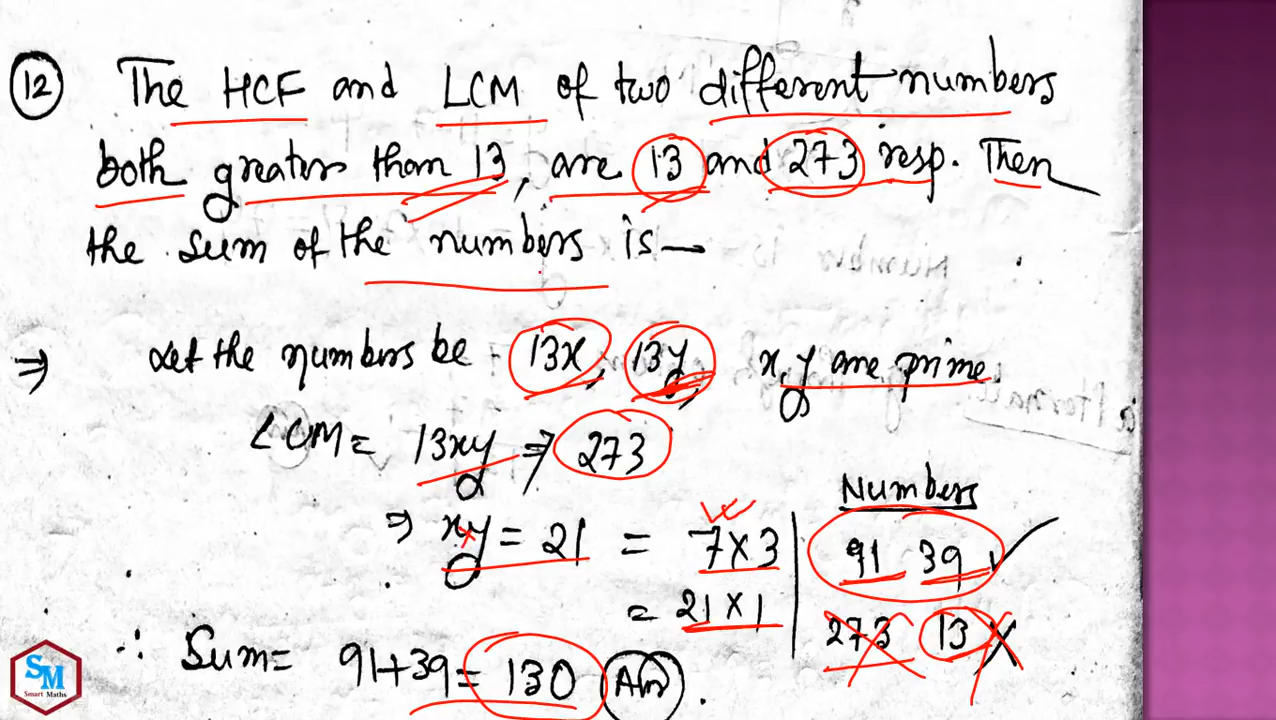 12 The HCF and LCM of two different numbers
both greater than 13, are 13 and 273 resp. Then
the sum of the numbers is —
⇒ Let the numbers be 13x, 13y, x, y are prime.
LCM = 13xy ⇒ 273
⇒ xy = 21 = 7×3
= 21×1
Numbers
91 39 ✓
273 13 X
∴ Sum = 91+39 = 130 (Ans).
SM
Smart Maths